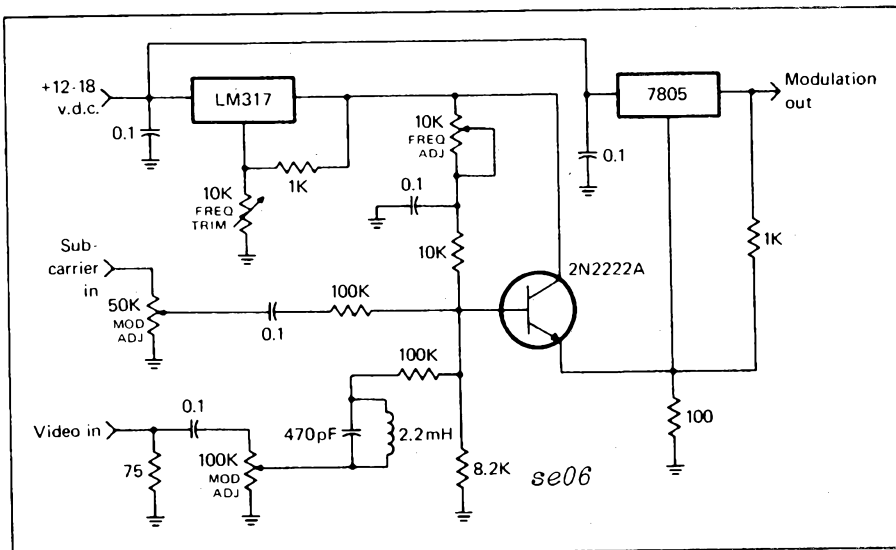 +12-18
v.d.c.
LM317
7805
Modulation
out
0.1
1K
10K
FREQ
ADJ
0.1
10K
FREQ
TRIM
0.1
1K
10K
2N2222A
Sub-
carrier
in
50K
MOD
ADJ
0.1
100K
100K
Video in
0.1
470pF
2.2mH
100
75
100K
MOD
ADJ
8.2K
se06